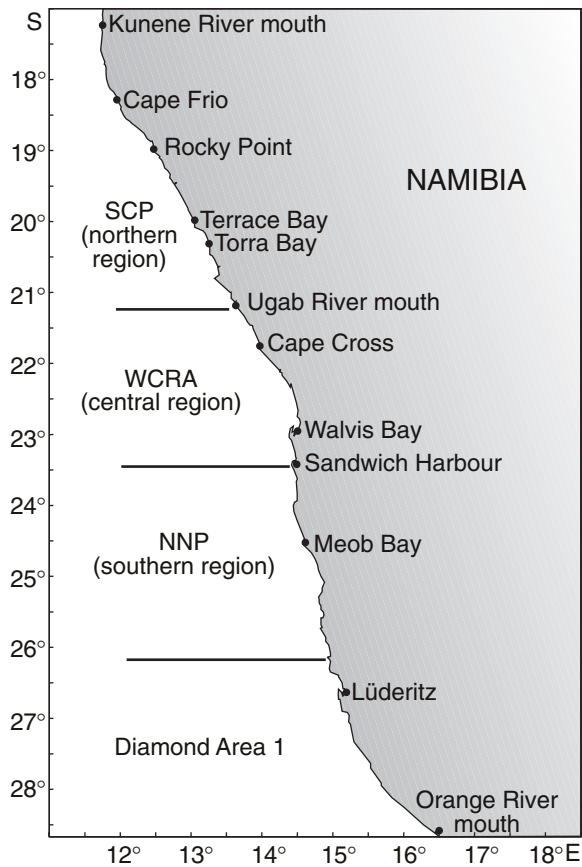 S
Kunene River mouth
18°
Cape Frio
19°
Rocky Point
NAMIBIA
SCP
(northern
region)
20°
Terrace Bay
Torra Bay
21°
Ugab River mouth
Cape Cross
22°
WCRA
(central region)
23°
Walvis Bay
Sandwich Harbour
24°
NNP
(southern region)
Meob Bay
25°
26°
Lüderitz
27°
Diamond Area 1
28°
Orange River
mouth
12° 13° 14° 15° 16° 17° 18° E